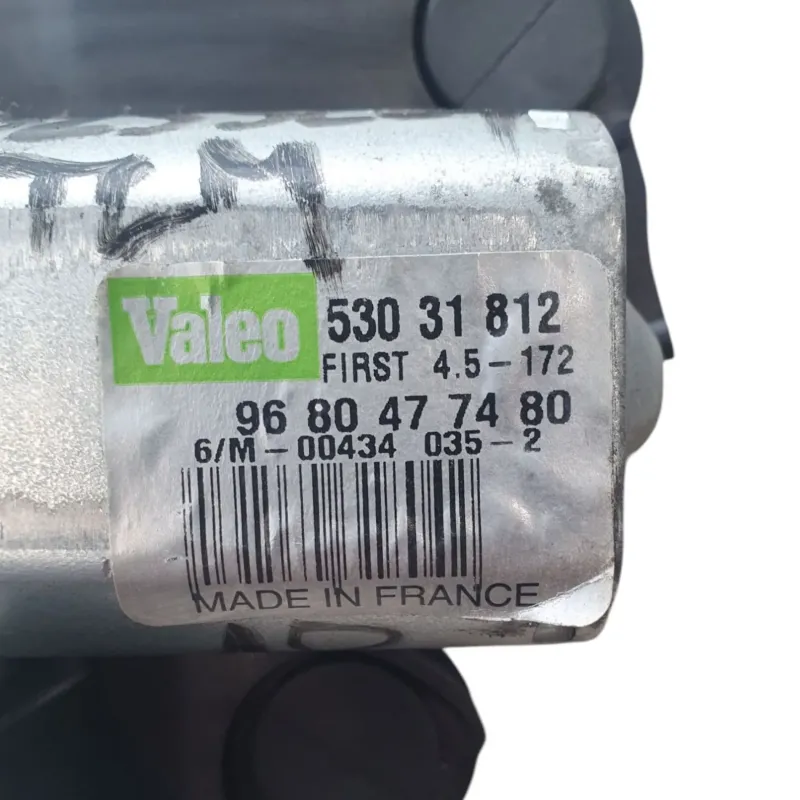 Valeo 530 31 812
FIRST 4.5-172
96 80 47 74 80
6/M-00434 035-2
MADE IN FRANCE